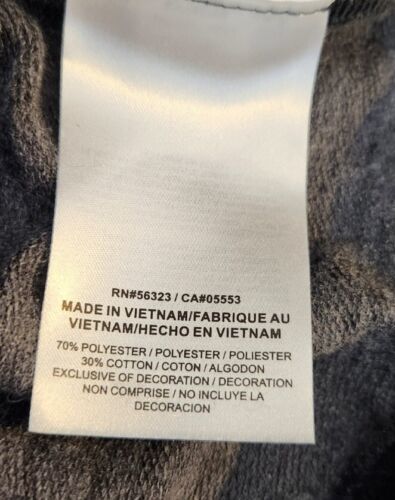 RN#56323 / CA#05553
MADE IN VIETNAM/FABRIQUE AU
VIETNAM/HECHO EN VIETNAM
70% POLYESTER / POLYESTER / POLIESTER
30% COTTON / COTON / ALGODON
EXCLUSIVE OF DECORATION / DECORATION
NON COMPRISE / NO INCLUYE LA
DECORACION